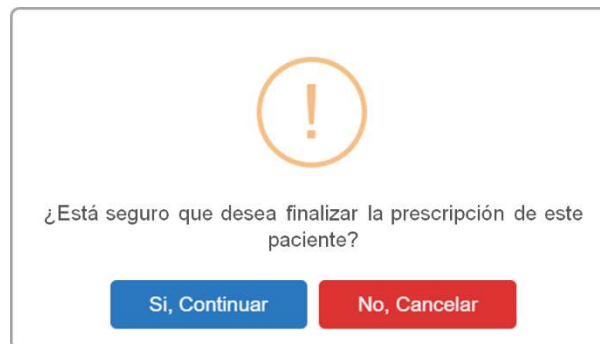 !
¿Está seguro que desea finalizar la prescripción de este
paciente?
Si, Continuar
No, Cancelar